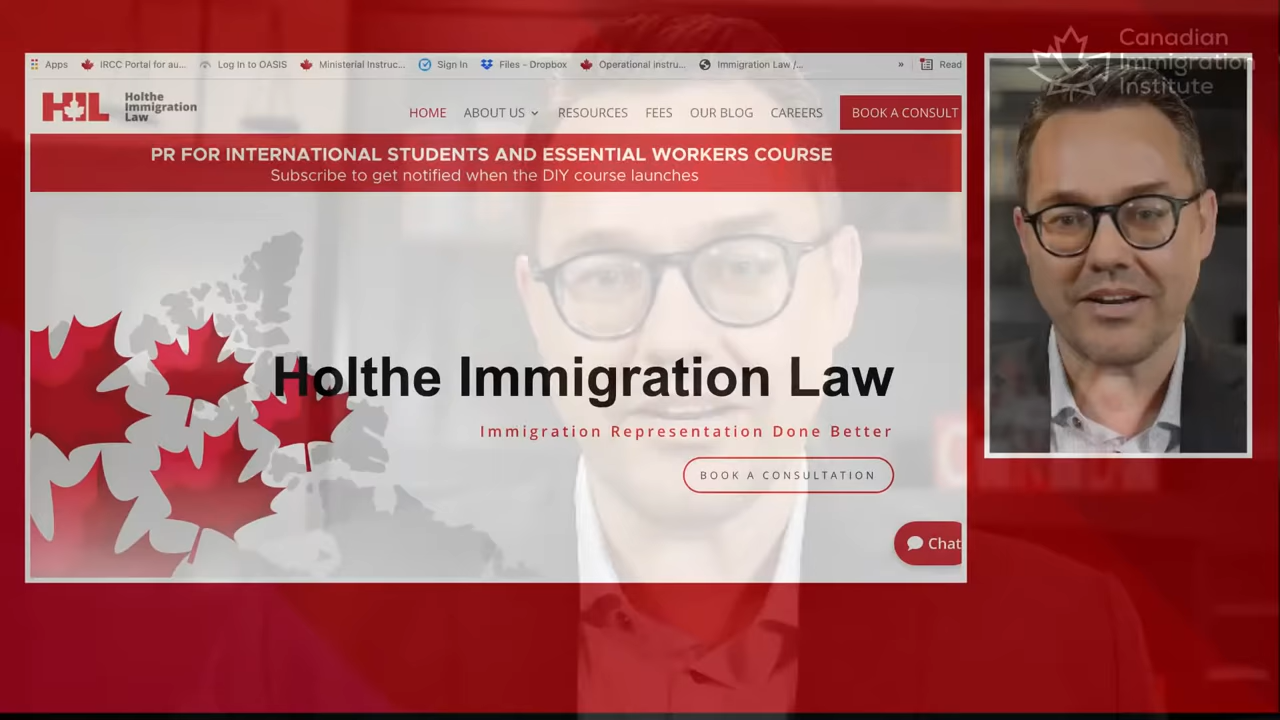 Canadian
Immigration
Institute
Apps IRCC Portal for au... Log In to OASIS Ministerial Instruc... Sign In Files - Dropbox Operational instru... Immigration Law /... » Read
HIL Holthe
Immigration
Law
HOME ABOUT US RESOURCES FEES OUR BLOG CAREERS BOOK A CONSULT
PR FOR INTERNATIONAL STUDENTS AND ESSENTIAL WORKERS COURSE
Subscribe to get notified when the DIY course launches
Holthe Immigration Law
Immigration Representation Done Better
BOOK A CONSULTATION
Chat